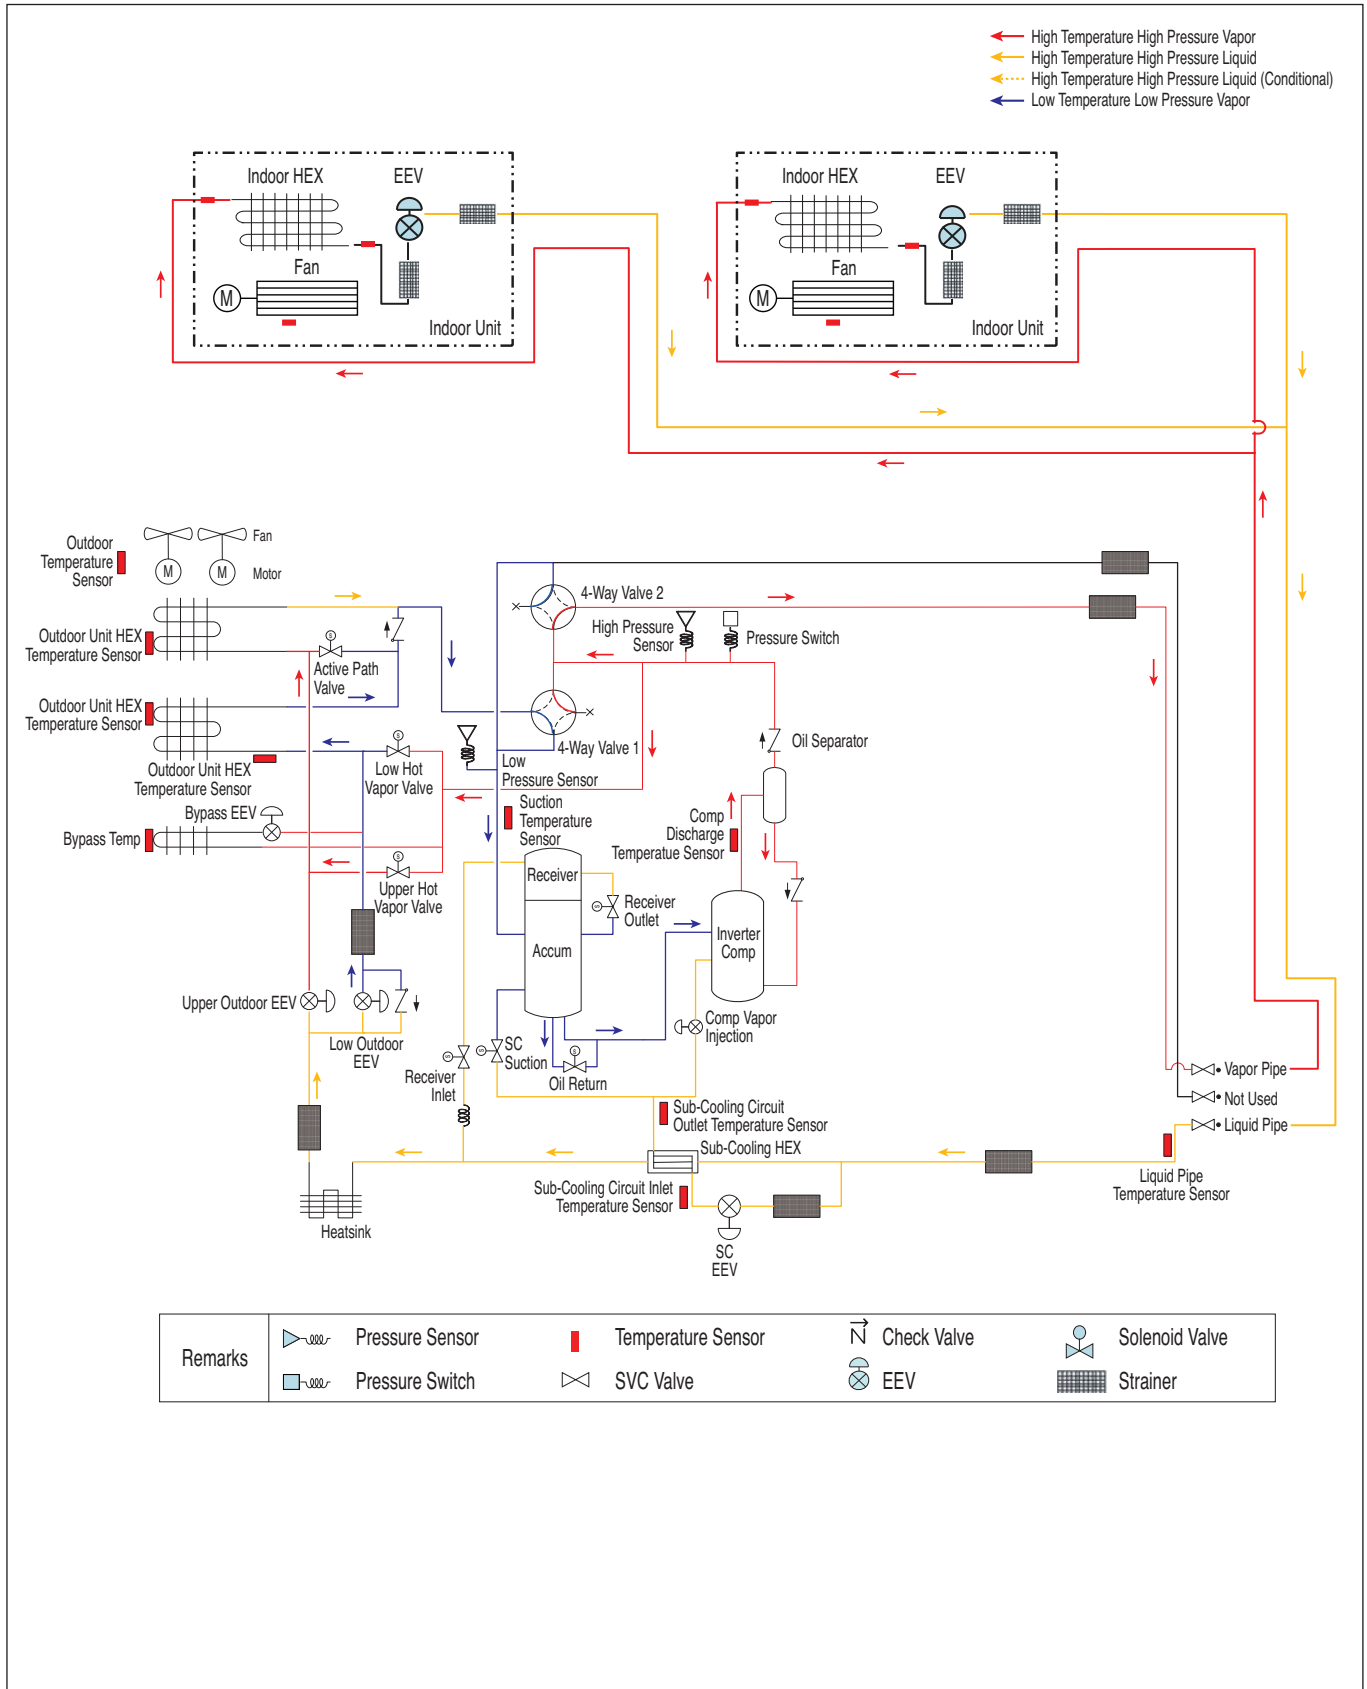 High Temperature High Pressure Vapor
High Temperature High Pressure Liquid
High Temperature High Pressure Liquid (Conditional)
Low Temperature Low Pressure Vapor
Indoor HEX
EEV
Fan
M
Indoor Unit
Indoor HEX
EEV
Fan
M
Indoor Unit
Outdoor
Temperature
Sensor
Fan
M
M
Motor
Outdoor Unit HEX
Temperature Sensor
S
Active Path
Valve
Outdoor Unit HEX
Temperature Sensor
Outdoor Unit HEX
Temperature Sensor
S
Low Hot
Vapor Valve
Bypass EEV
Bypass Temp
S
Upper Hot
Vapor Valve
Upper Outdoor EEV
Low Outdoor
EEV
4-Way Valve 2
High Pressure
Sensor
Pressure Switch
4-Way Valve 1
Low
Pressure Sensor
Oil Separator
Suction
Temperature
Sensor
Comp
Discharge
Temperatue Sensor
Receiver
S
Receiver
Outlet
Accum
Inverter
Comp
S
SC
Suction
S
Receiver
Inlet
S
Oil Return
Comp Vapor
Injection
Vapor Pipe
Not Used
Liquid Pipe
Sub-Cooling Circuit
Outlet Temperature Sensor
Sub-Cooling HEX
Sub-Cooling Circuit Inlet
Temperature Sensor
Liquid Pipe
Temperature Sensor
SC
EEV
Heatsink
Remarks
Pressure Sensor
Temperature Sensor
Check Valve
Solenoid Valve
Pressure Switch
SVC Valve
EEV
Strainer